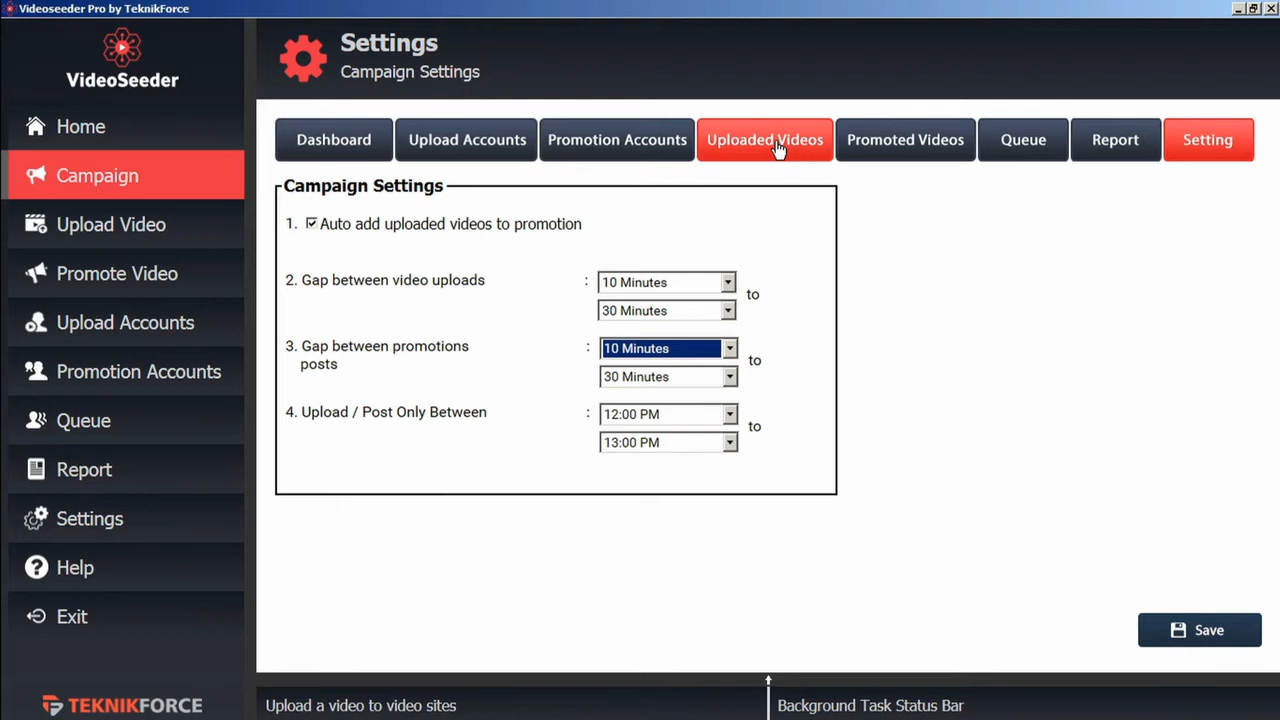 Videoseeder Pro by TeknikForce
VideoSeeder
Home
Campaign
Upload Video
Promote Video
Upload Accounts
Promotion Accounts
Queue
Report
Settings
Help
Exit
TEKNIKFORCE
Settings
Campaign Settings
Dashboard
Upload Accounts
Promotion Accounts
Uploaded Videos
Promoted Videos
Queue
Report
Setting
Campaign Settings
1. Auto add uploaded videos to promotion
2. Gap between video uploads : 10 Minutes to
30 Minutes
3. Gap between promotions : 10 Minutes to
posts 30 Minutes
4. Upload / Post Only Between : 12:00 PM to
13:00 PM
Save
Upload a video to video sites
Background Task Status Bar